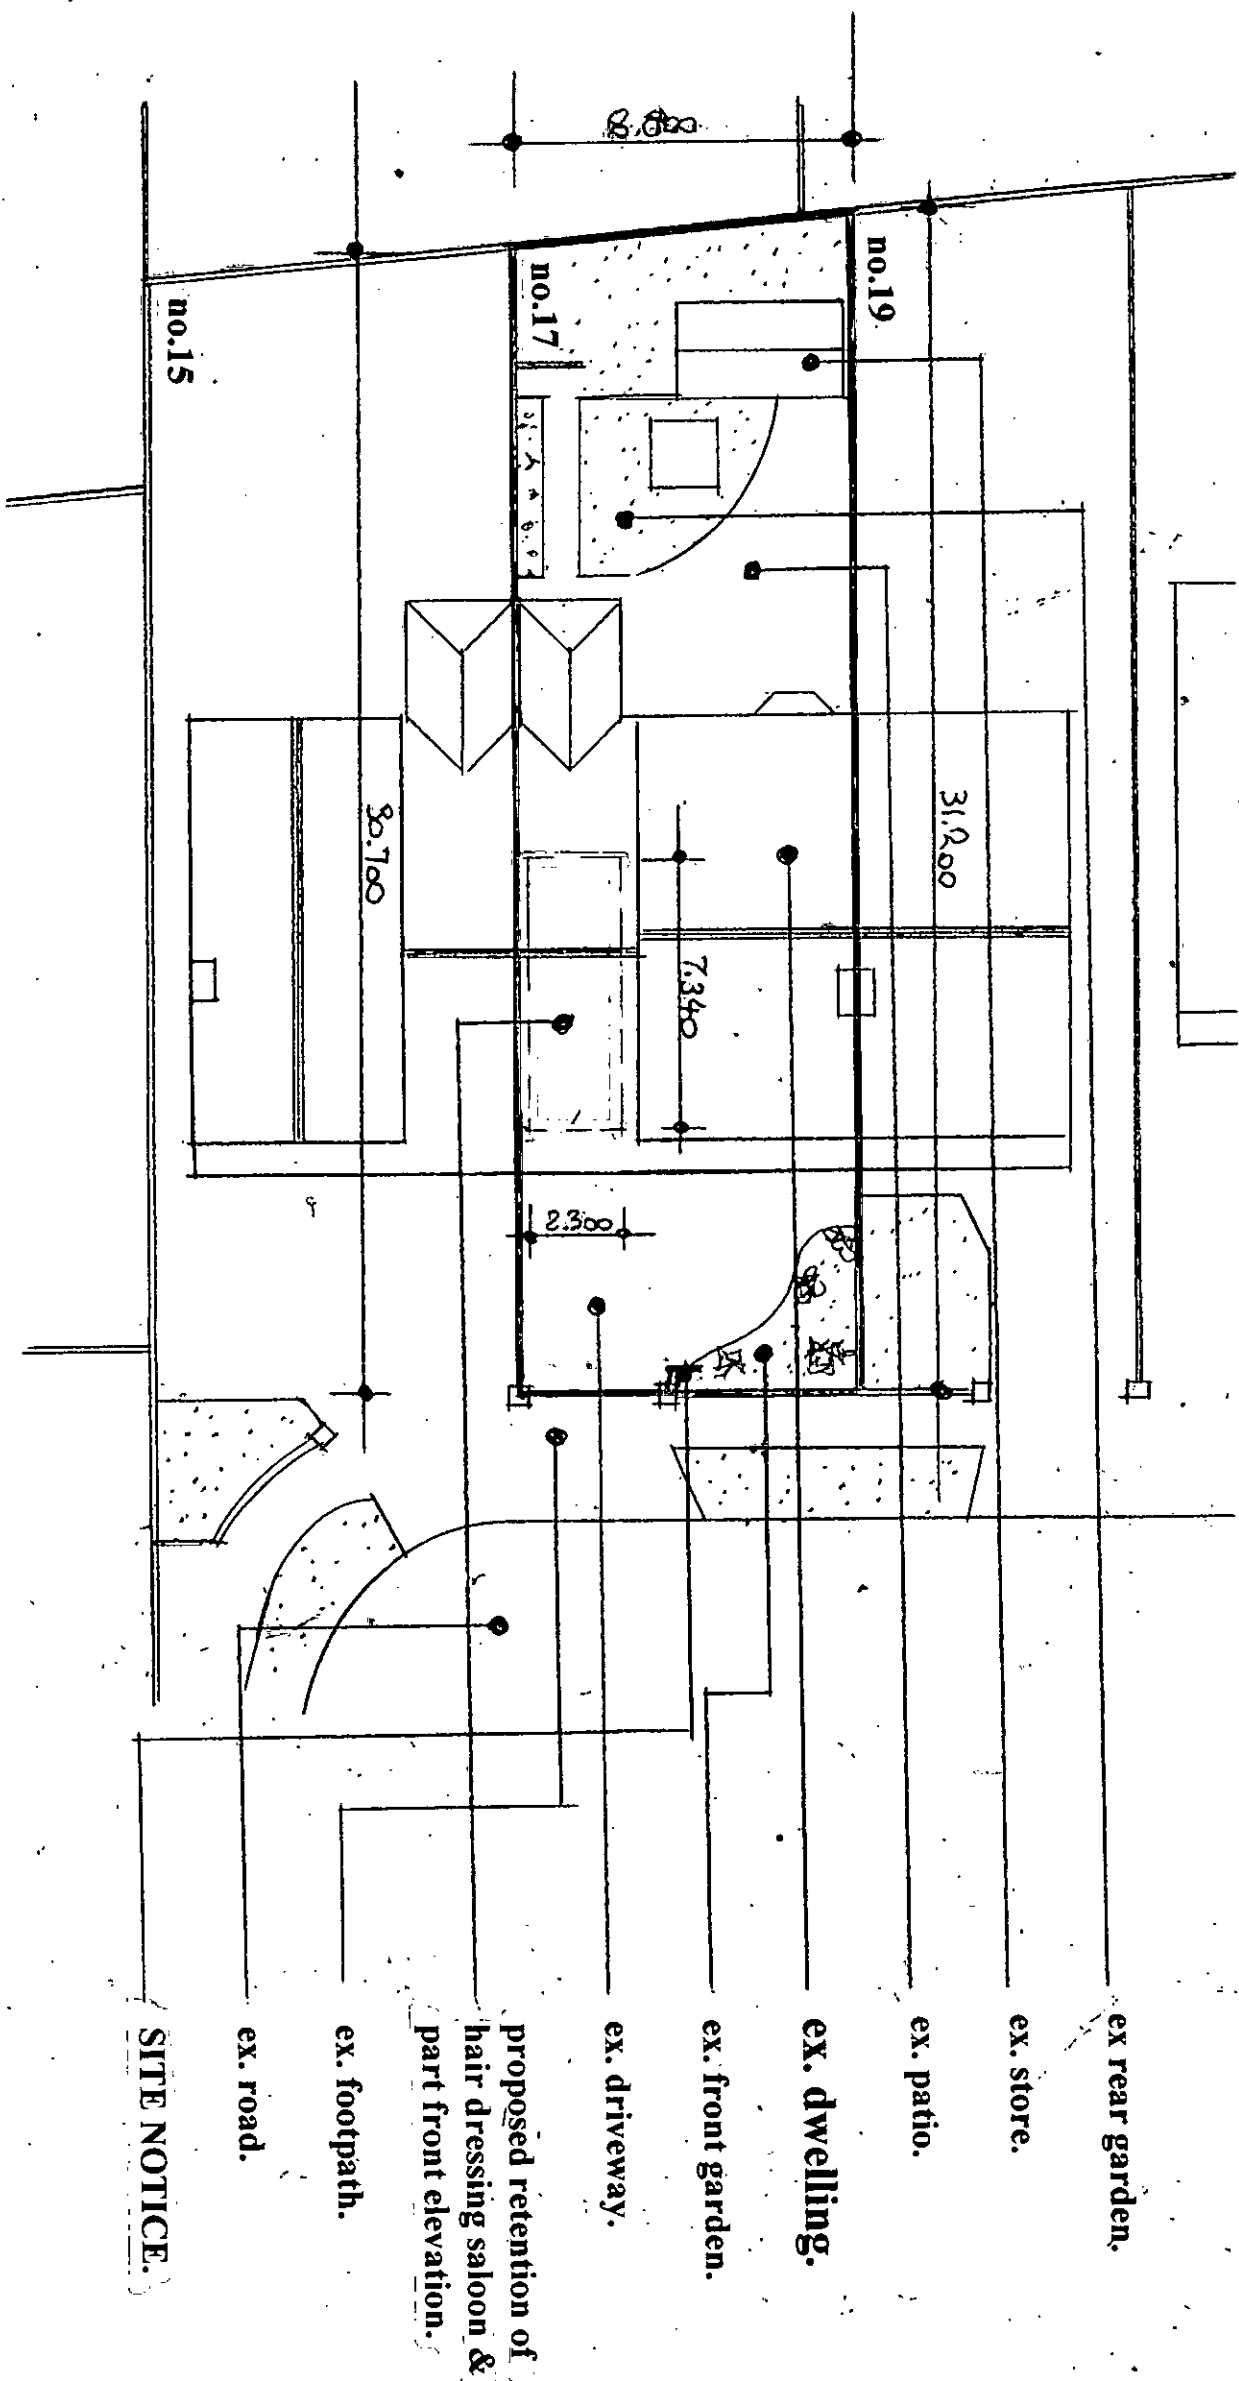 8.800
no.19
no.17
no.15
31.200
30.700
7.340
2.300
ex rear garden.
ex. store.
ex. patio.
ex. dwelling.
ex. front garden.
ex. driveway.
proposed retention of
hair dressing saloon &
part front elevation.
ex. footpath.
ex. road.
SITE NOTICE.